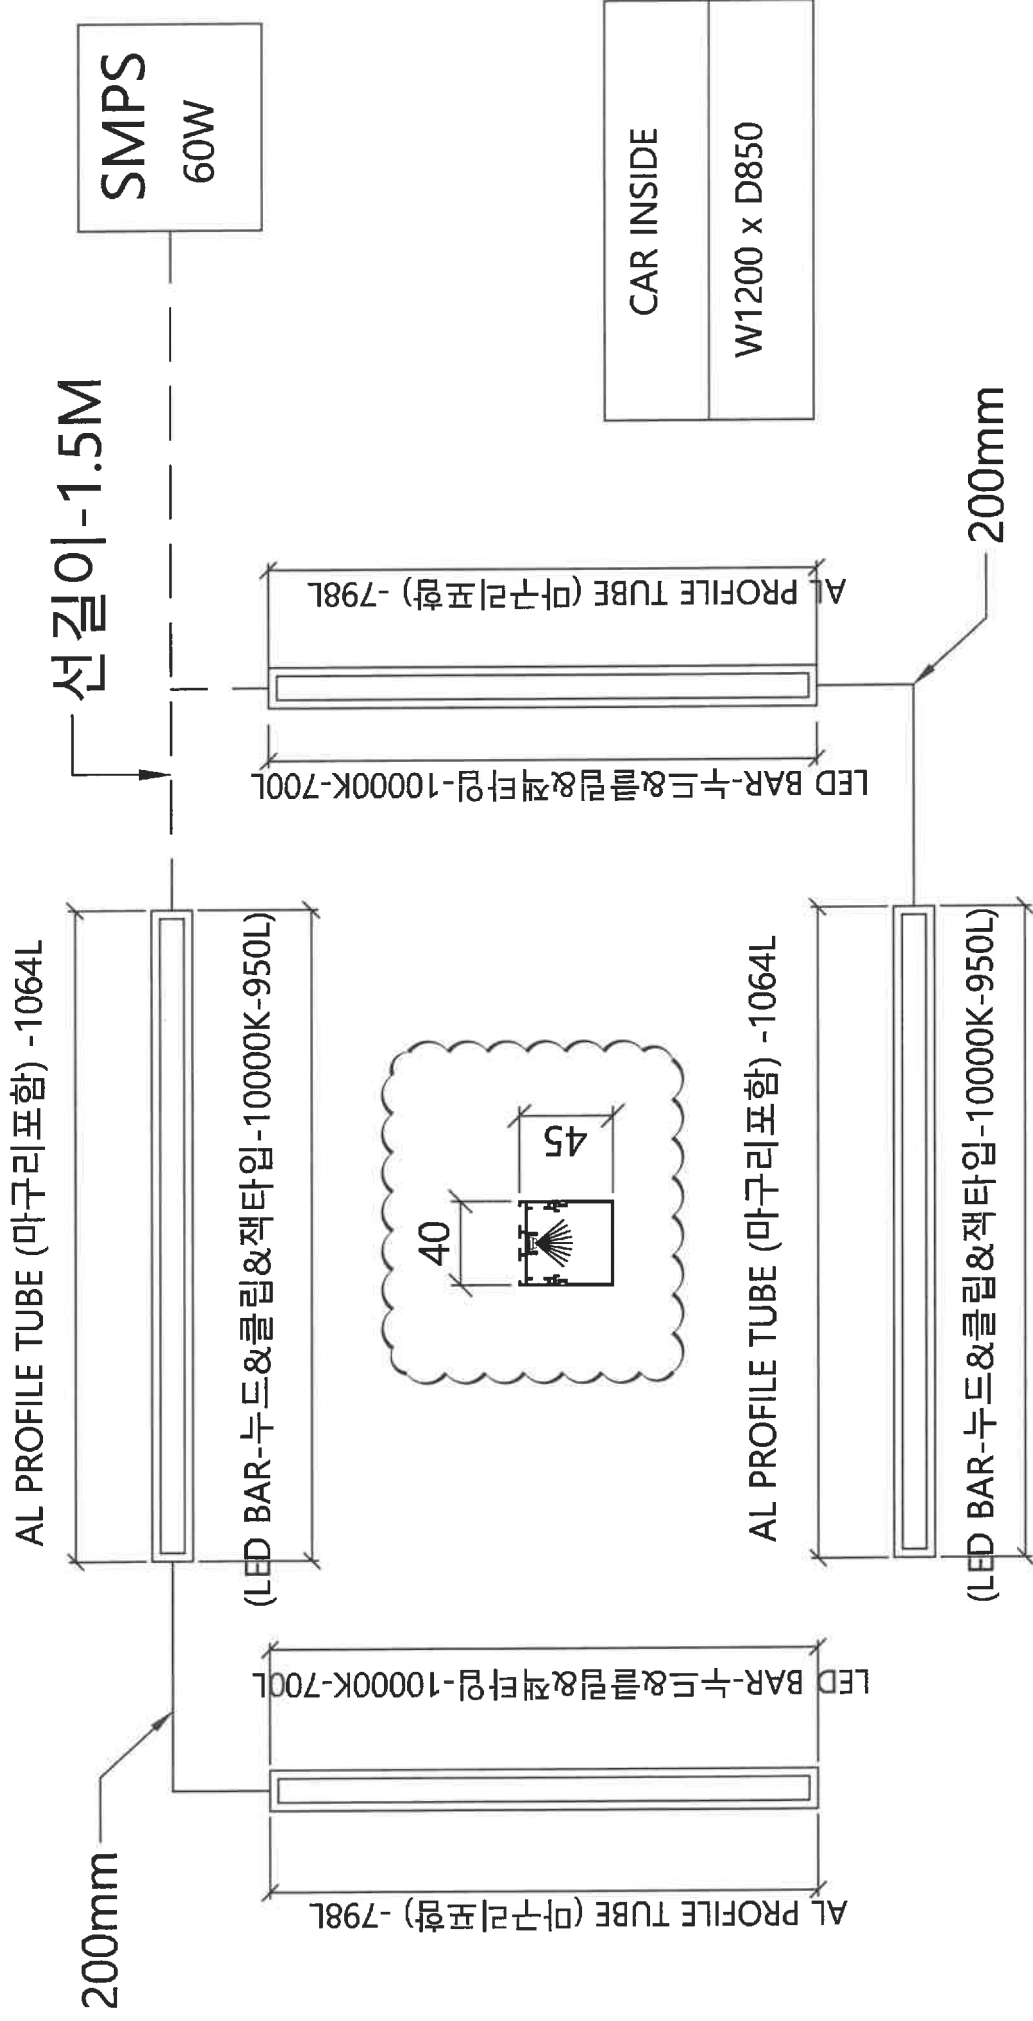 선길이-1.5M
SMPS
60W
200mm
AL PROFILE TUBE (마구리포함) -1064L
(LED BAR-누드&클립&잭타입-10000K-950L)
AL PROFILE TUBE (마구리포함) -798L
LED BAR-누드&클립&잭타입-10000K-700L
40
45
LED BAR-누드&클립&잭타입-10000K-700L
AL PROFILE TUBE (마구리포함) -798L
CAR INSIDE
W1200 x D850
AL PROFILE TUBE (마구리포함) -1064L
(LED BAR-누드&클립&잭타입-10000K-950L)
200mm